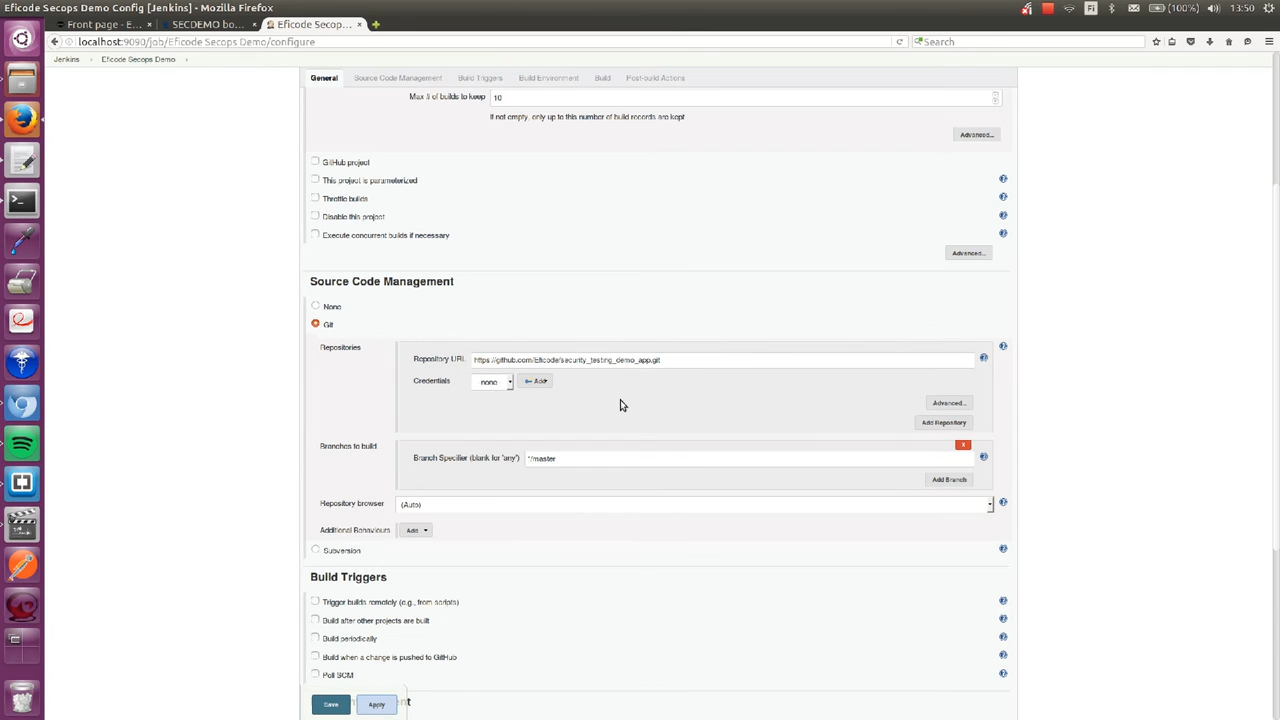 Eficode Secops Demo Config [Jenkins] - Mozilla Firefox
Fi
100%
Front page - E...
SECDEMO bo...
Eficode Secop...
localhost:9090/job/Eficode Secops Demo/configure
Search
Jenkins
Eficode Secops Demo
General
Source Code Management
Build Triggers
Build Environment
Build
Post-build Actions
Max # of builds to keep
10
if not empty, only up to this number of build records are kept
Advanced...
GitHub project
This project is parameterized
Throttle builds
Disable this project
Execute concurrent builds if necessary
Advanced...
Source Code Management
None
Git
Repositories
Repository URL
https://github.com/Eficode/security_testing_demo_app.git
Credentials
- none -
Add
Advanced...
Add Repository
Branches to build
X
Branch Specifier (blank for 'any')
*/master
Add Branch
Repository browser
(Auto)
Additional Behaviours
Add
Subversion
Build Triggers
Trigger builds remotely (e.g., from scripts)
Build after other projects are built
Build periodically
Build when a change is pushed to GitHub
Poll SCM
Save
Apply